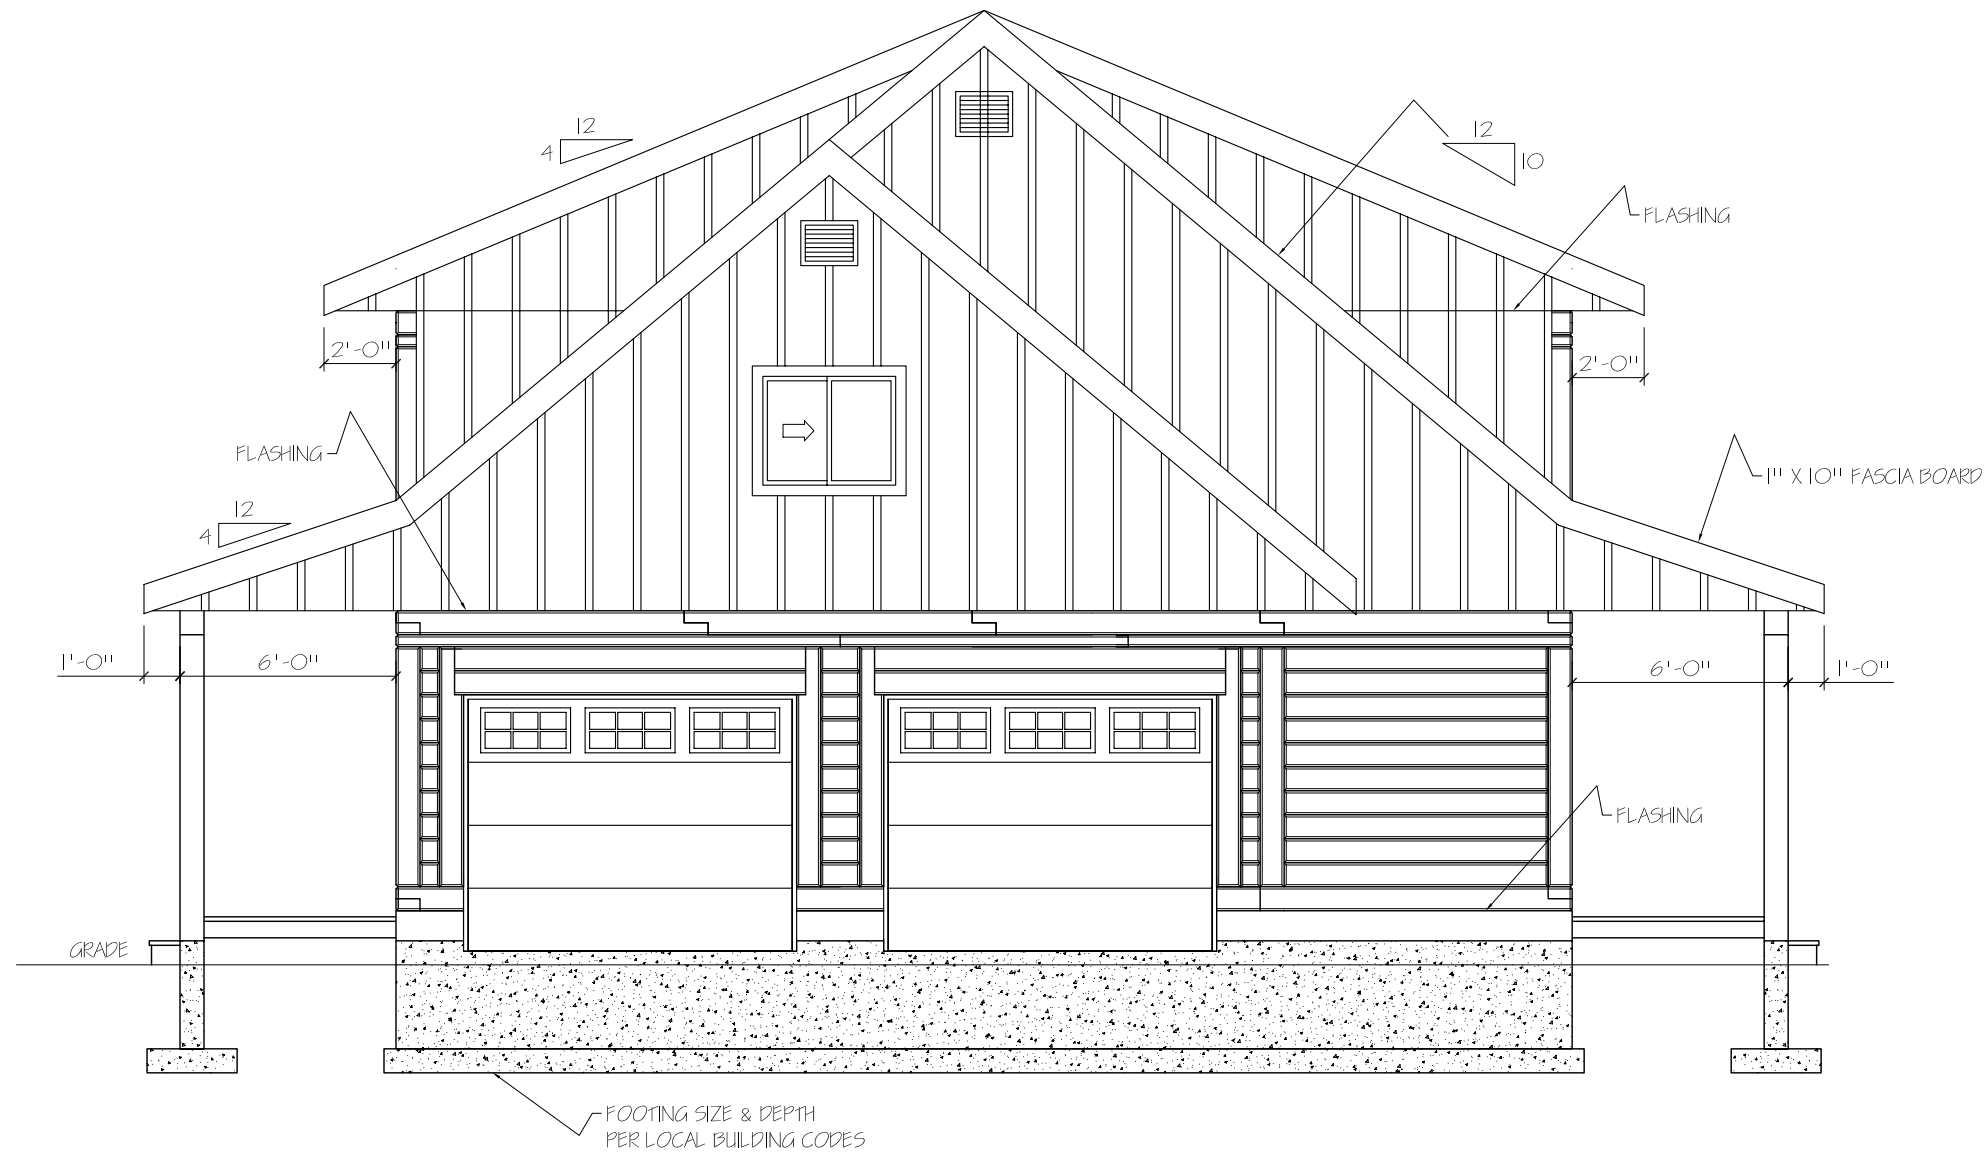 12
4
12
10
FLASHING
2'-0"
2'-0"
FLASHING
1" X 10" FASCIA BOARD
12
4
1'-0"
6'-0"
6'-0"
1'-0"
FLASHING
GRADE
FOOTING SIZE & DEPTH
PER LOCAL BUILDING CODES